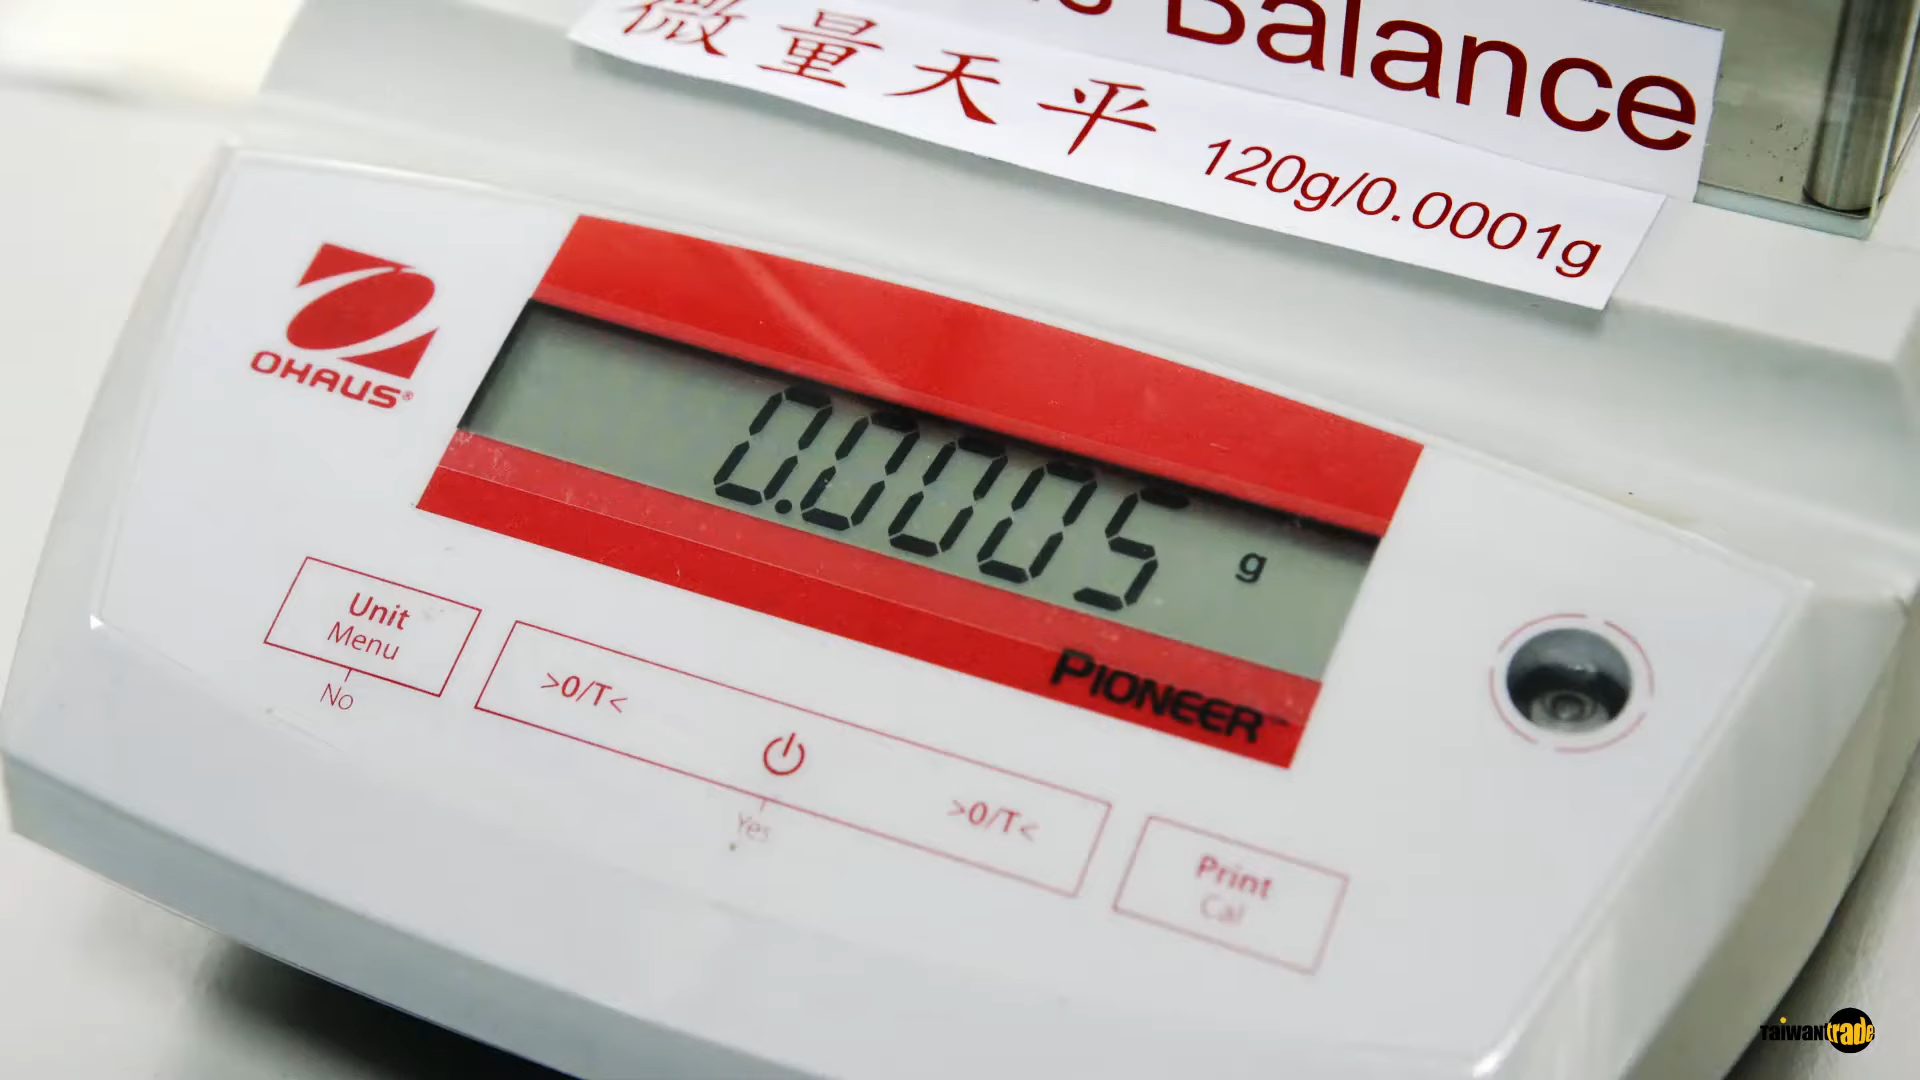 Balance
微量天平 120g/0.0001g
OHAUS®
0.0005 g
PIONEER™
Unit
Menu
No
>0/T<
>0/T<
Yes
Print
Cal
Taiwantrade